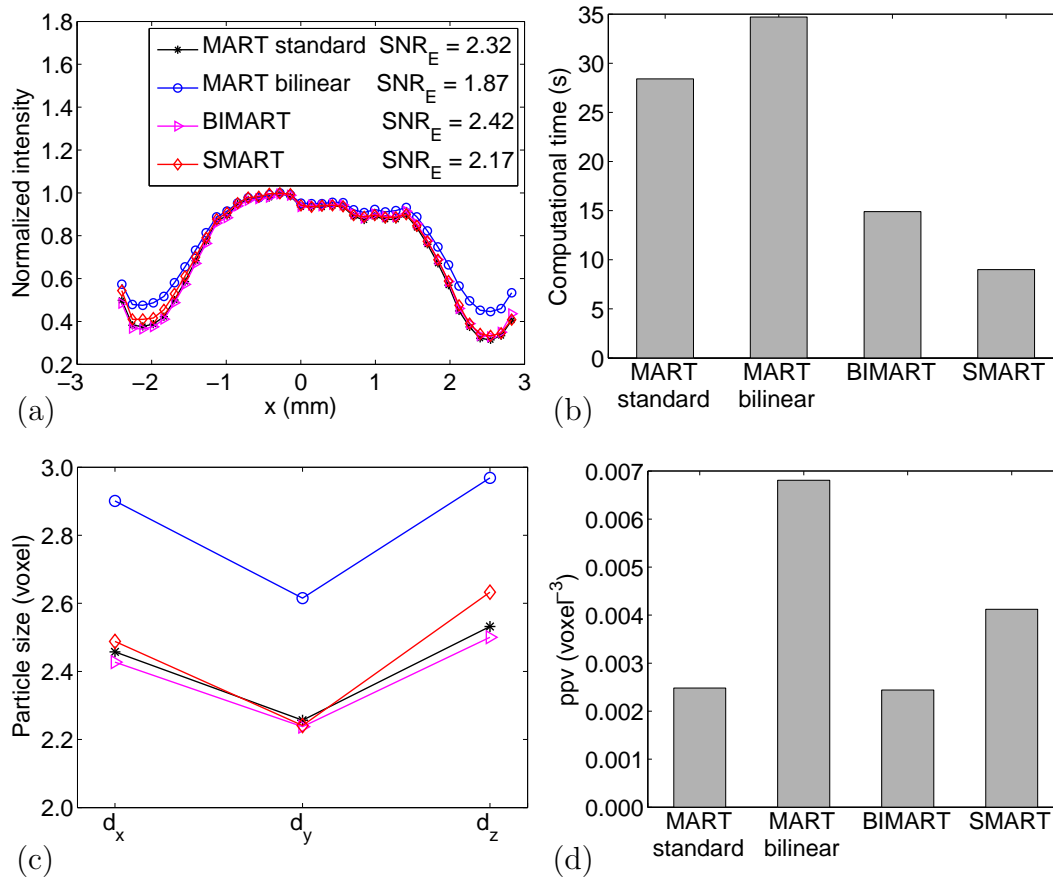 1.8
1.6
1.4
1.2
1.0
0.8
0.6
0.4
0.2
Normalized intensity
MART standard SNR_E = 2.32
MART bilinear SNR_E = 1.87
BIMART SNR_E = 2.42
SMART SNR_E = 2.17
−3 −2 −1 0 1 2 3
x (mm)
(a)
35
30
25
20
15
10
5
0
Computational time (s)
MART standard
MART bilinear
BIMART
SMART
(b)
3.0
2.8
2.6
2.4
2.2
2.0
Particle size (voxel)
d_x d_y d_z
(c)
0.007
0.006
0.005
0.004
0.003
0.002
0.001
0.000
ppv (voxel⁻³)
MART standard
MART bilinear
BIMART
SMART
(d)